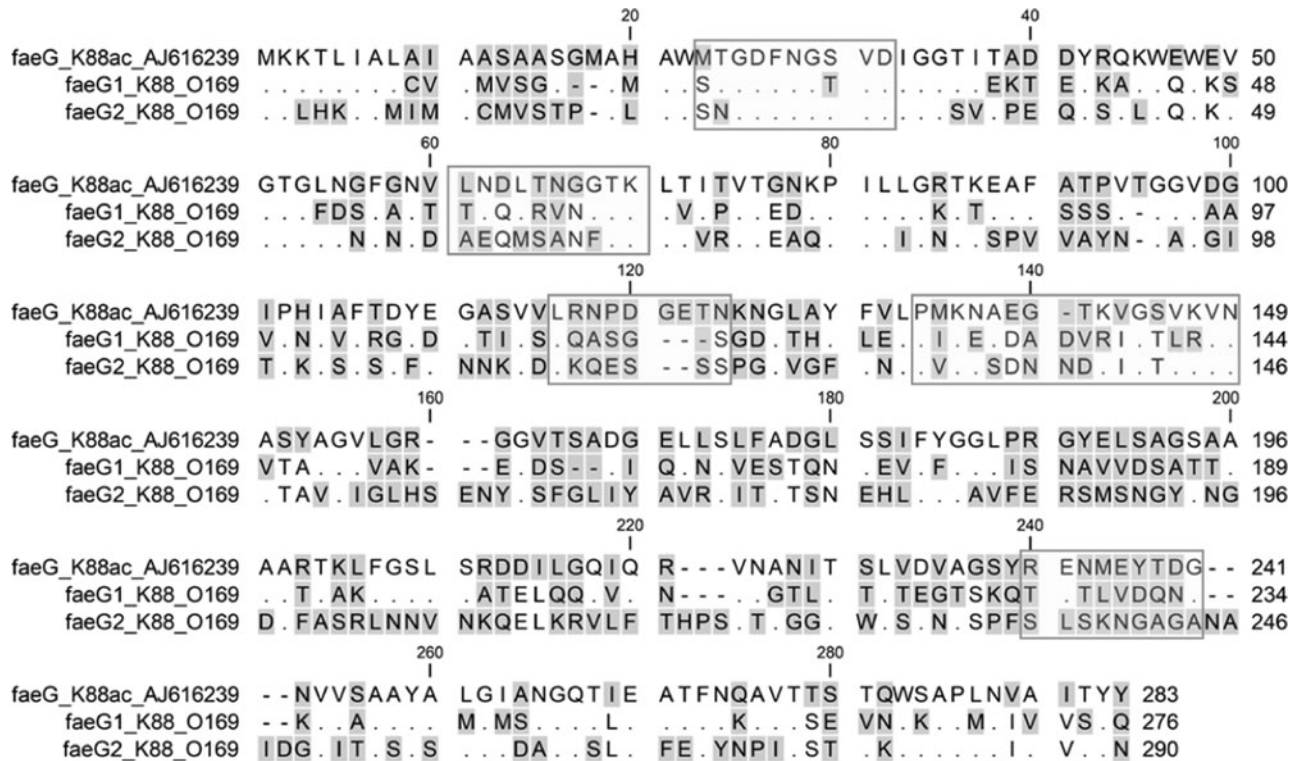 20 40
faeG_K88ac_AJ616239 MKKTLIALAI AASAASGMAH AWMTGDFNGS VDIGGTITAD DYRQKWEWEV 50
faeG1_K88_O169 ........CV .MVSG.--.M ..S.....T. ......EKTE .KA..Q.KS 48
faeG2_K88_O169 ..LHK..MIM CMVSTP-.L ..SN...... ....SV.PE Q.S.L.Q.K. 49
60 80 100
faeG_K88ac_AJ616239 GTGLNGFGNV LNDLTNGGTK LTITVTGNKP ILLGRTKEAF ATPVTGGVDG 100
faeG1_K88_O169 ...FDS.A.T T.Q.RVN... .V.P..ED.. ....K.T... SSS.-...AA 97
faeG2_K88_O169 .....N.N.D AEQMSANF.. ..VR..EAQ. .I.N..SPV VAYN-.A.GI 98
120 140
faeG_K88ac_AJ616239 IPHIAFTDYE GASVVLRNPD GETNKNGLAY FVLPMKNAEG -TKVGSVKVN 149
faeG1_K88_O169 V.N.V.RG.D .TI.S.QASG ---SGD.TH. LE..I.E.DA DVRI.TLR.. 144
faeG2_K88_O169 T.K.S.S.F. NNK.D.KQES --SSPG.VGF .N..V..SDN ND.I.T.... 146
160 180 200
faeG_K88ac_AJ616239 ASYAGVLGR- --GGVTSADG ELLSLFADGL SSIFYGGLPR GYELSAGSAA 196
faeG1_K88_O169 VTA...VAK- --.E.DS--.I Q.N.VESTQN .EV.F...IS NAVVDSATT. 189
faeG2_K88_O169 .TAV.IGLHS ENY.SFGLIY AVR.IT.TSN EHL...AVFE RSMSNGY.NG 196
220 240
faeG_K88ac_AJ616239 AARTKLFGSL SRDDILGQIQ R---VNANIT SLVDVAGSYR ENMEYTDG-- 241
faeG1_K88_O169 ..T.AK.... .ATELQQ.V. N---.GTL. T.TEGTSKQT .TLVDQN.-- 234
faeG2_K88_O169 D.FASRLNNV NKQELKRVLF THPS.T.GG. W.S.N.SPFS LSKNGAGANA 246
260 280
faeG_K88ac_AJ616239 --NVVSAAYA LGIANGQTIE ATFNQAVTTS TQWSAPLNVA ITYY 283
faeG1_K88_O169 --K..A.... M.MS....L. ....K...SE VN.K..M.IV VS.Q 276
faeG2_K88_O169 IDG.IT.S.S ...DA..SL. FE.YNPI.ST .K......I. .V..N 290